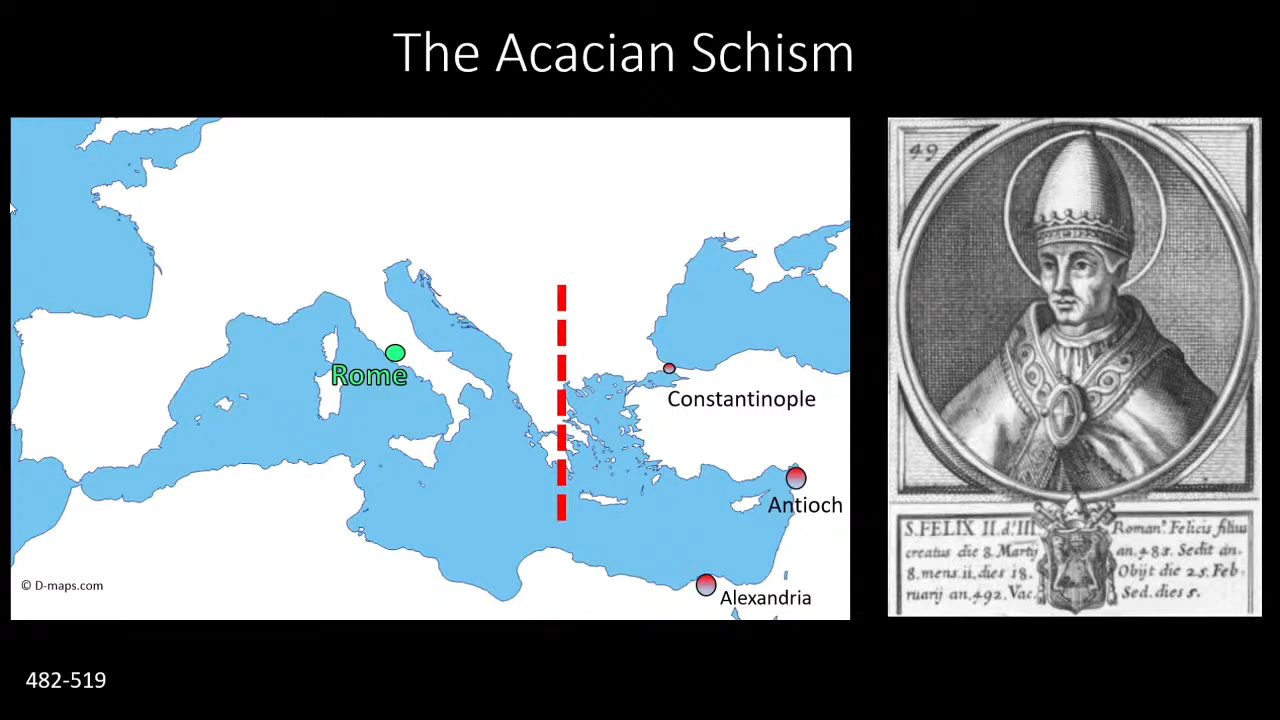 The Acacian Schism
Rome
Constantinople
Antioch
Alexandria
© D-maps.com
49
S. FELIX II. d.' III Roman.' Felicis filius
creatus die 8. Martij an. 483. Sedit an.
8. mens. 11. dies 18. Obijt die 25. Feb-
ruarij an. 492. Vac. Sed. dies 5.
482-519